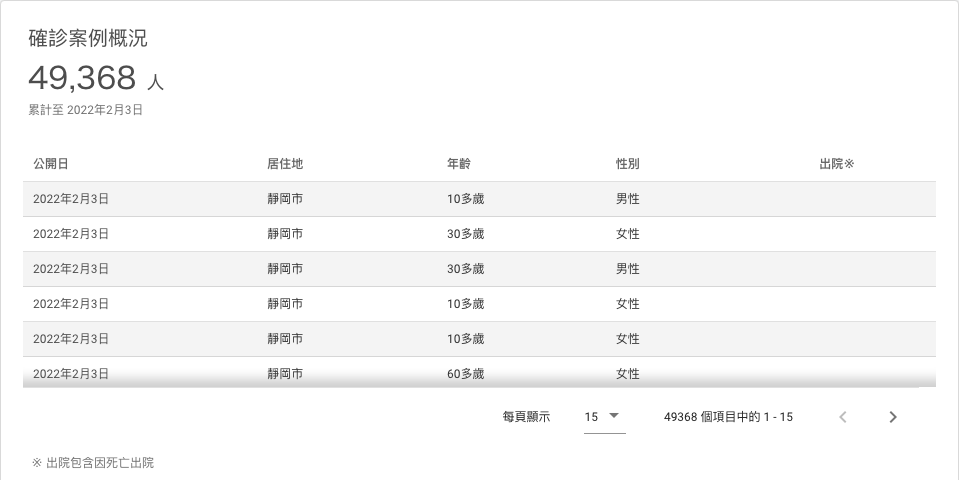 確診案例概況
49,368 人
累計至 2022年2月3日
公開日 居住地 年齡 性別 出院※
2022年2月3日 靜岡市 10多歲 男性
2022年2月3日 靜岡市 30多歲 女性
2022年2月3日 靜岡市 30多歲 男性
2022年2月3日 靜岡市 10多歲 女性
2022年2月3日 靜岡市 10多歲 女性
2022年2月3日 靜岡市 60多歲 女性
每頁顯示 15 49368 個項目中的 1 - 15
※ 出院包含因死亡出院